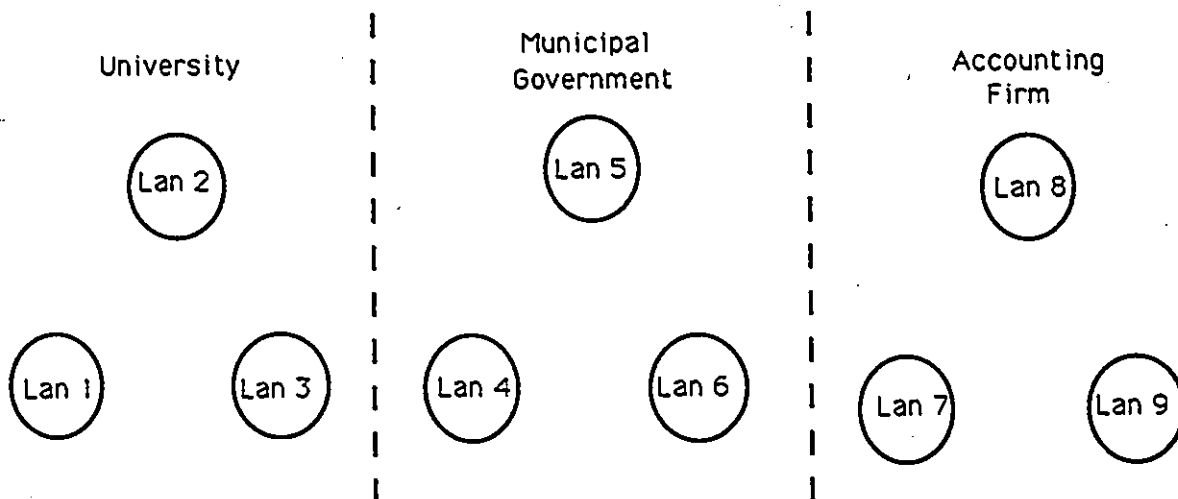 University
Municipal
Government
Accounting
Firm
Lan 2
Lan 5
Lan 8
Lan 1
Lan 3
Lan 4
Lan 6
Lan 7
Lan 9